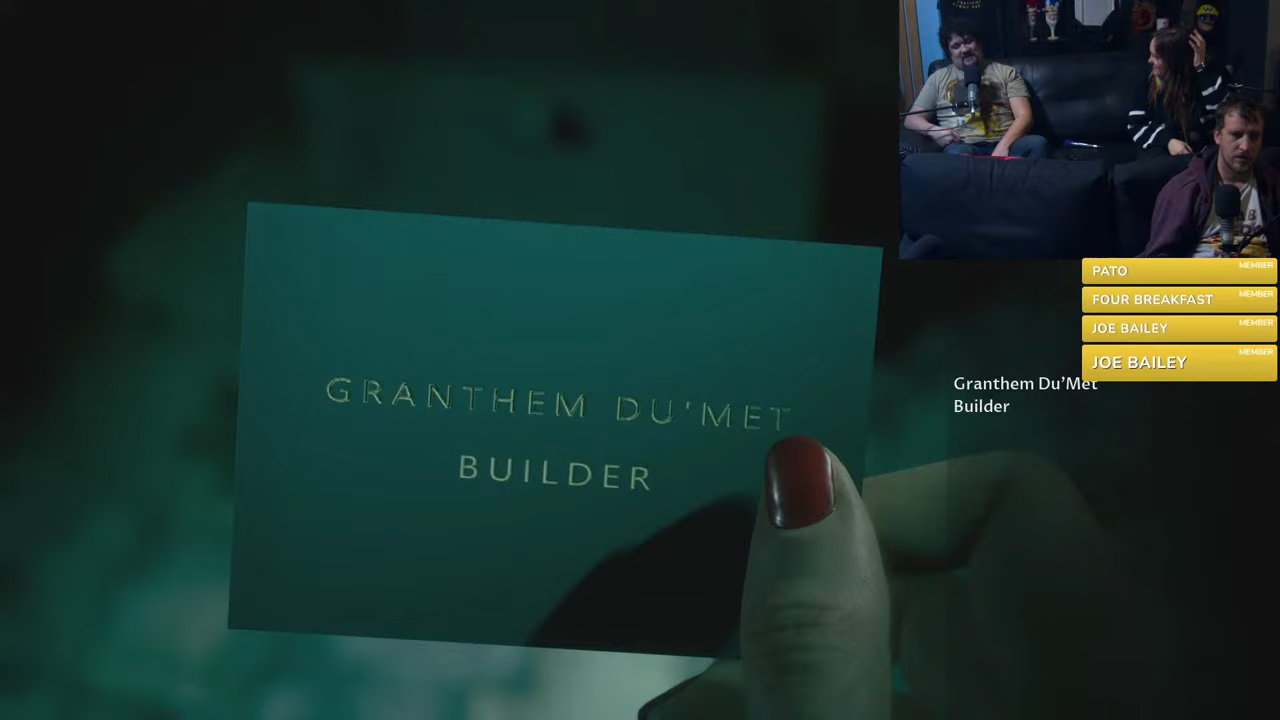 GRANTHEM DU'MET
BUILDER
PATO
MEMBER
FOUR BREAKFAST
MEMBER
JOE BAILEY
MEMBER
JOE BAILEY
MEMBER
Granthem Du'Met
Builder